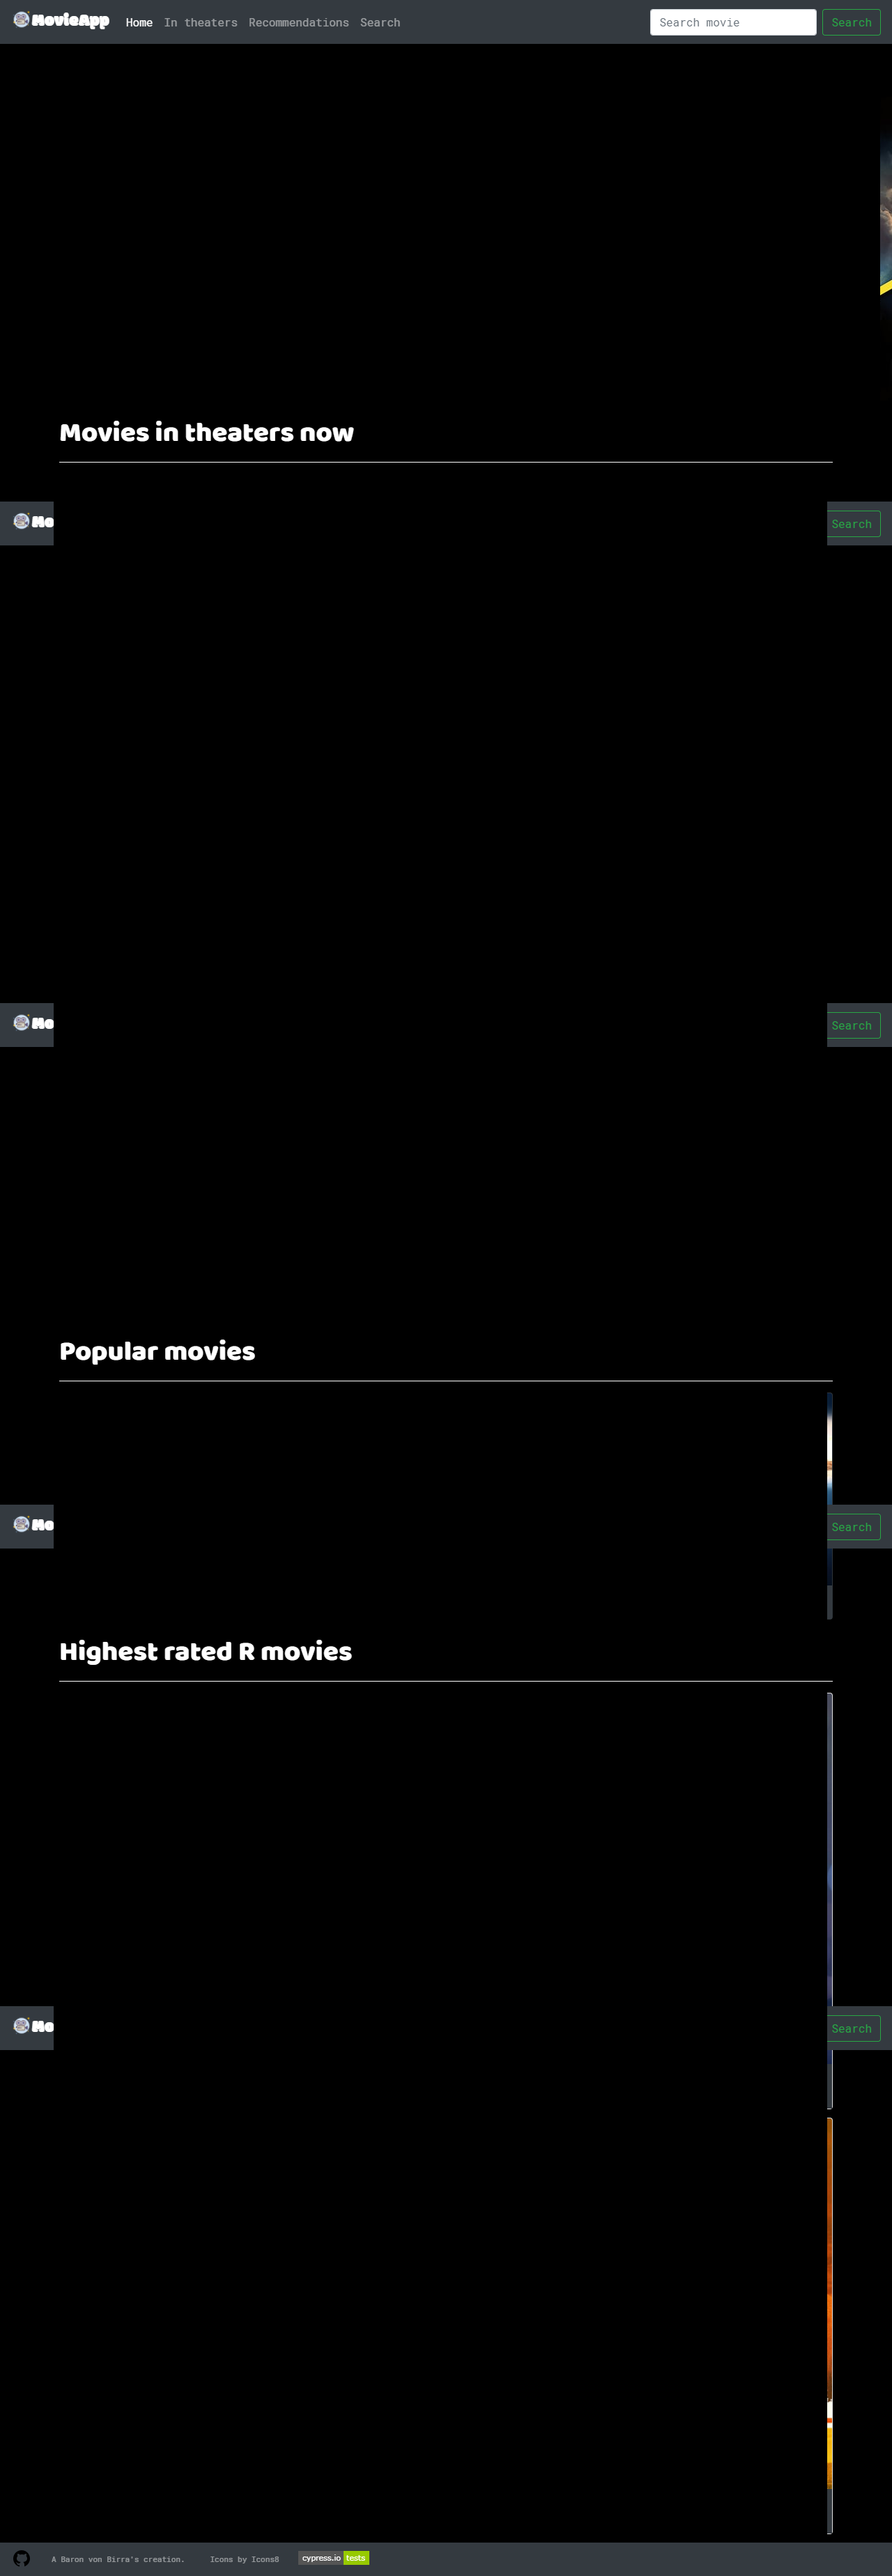 MovieApp Home In theaters Recommendations Search Search movie Search
Movies in theaters now
Mo Search
Mo Search
Popular movies
Mo Search
Highest rated R movies
Mo Search
A Baron von Birra's creation. Icons by Icons8 cypress.io tests